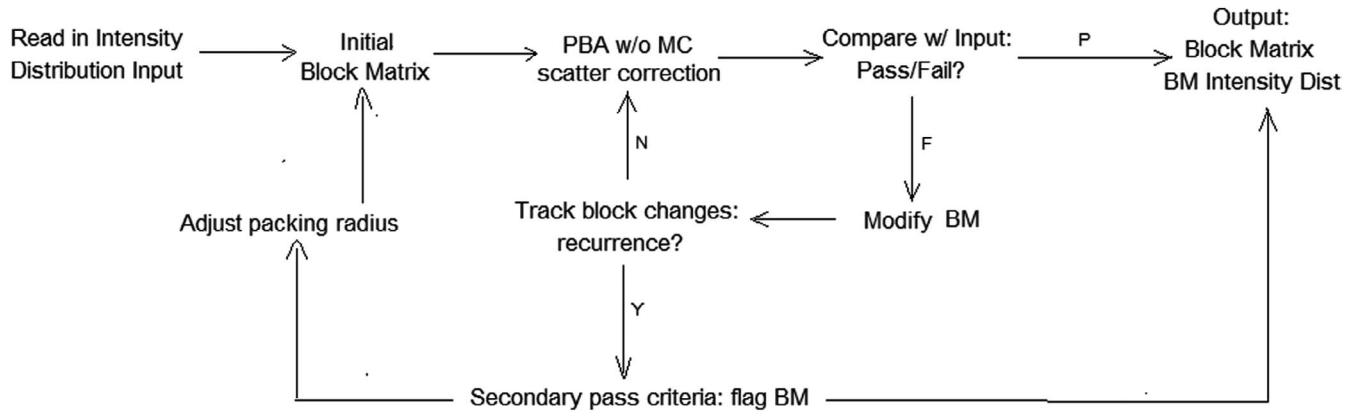 Read in Intensity
Distribution Input
Initial
Block Matrix
PBA w/o MC
scatter correction
Compare w/ Input:
Pass/Fail?
P
Output:
Block Matrix
BM Intensity Dist
N
F
Adjust packing radius
Track block changes:
recurrence?
Modify BM
Y
Secondary pass criteria: flag BM